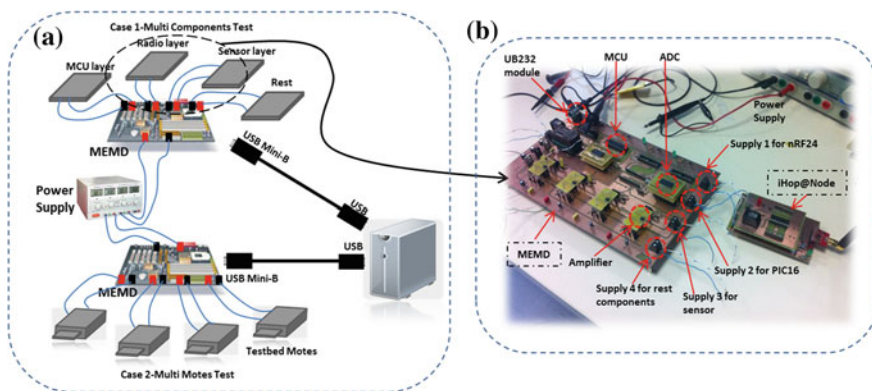 (a)
Case 1-Multi Components Test
Radio layer
MCU layer
Sensor layer
Rest
MEMD
USB Mini-B
USB
Power
Supply
MEMD
USB Mini-B
USB
Testbed Motes
Case 2-Multi Motes Test
(b)
UB232
module
MCU
ADC
Power
Supply
Supply 1 for nRF24
iHop@Node
MEMD
Amplifier
Supply 2 for PIC16
Supply 4 for rest
components
Supply 3 for
sensor